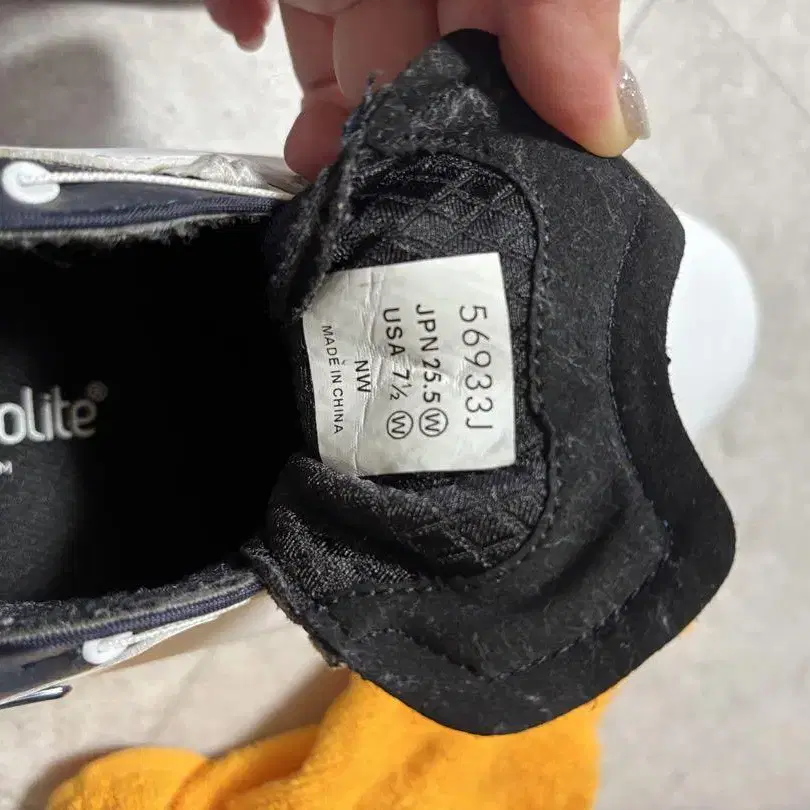 56933J
JPN 25.5 Ⓦ
USA 7½ Ⓦ
NW
MADE IN CHINA
olite®
M